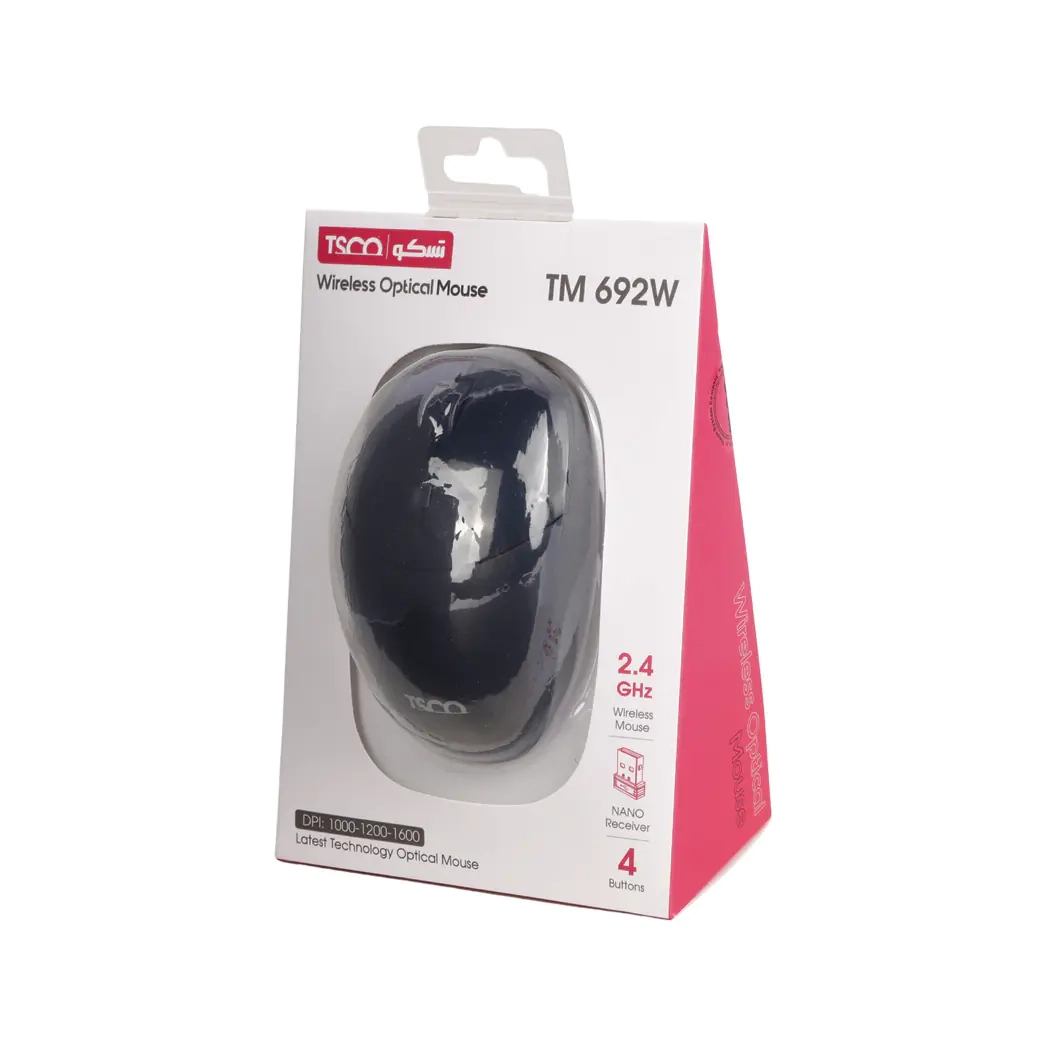 TSCO تسكو
Wireless Optical Mouse
TM 692W
TSCO
2.4
GHz
Wireless
Mouse
NANO
Receiver
4
Buttons
DPI: 1000-1200-1600
Latest Technology Optical Mouse
Wireless Optical
Mouse